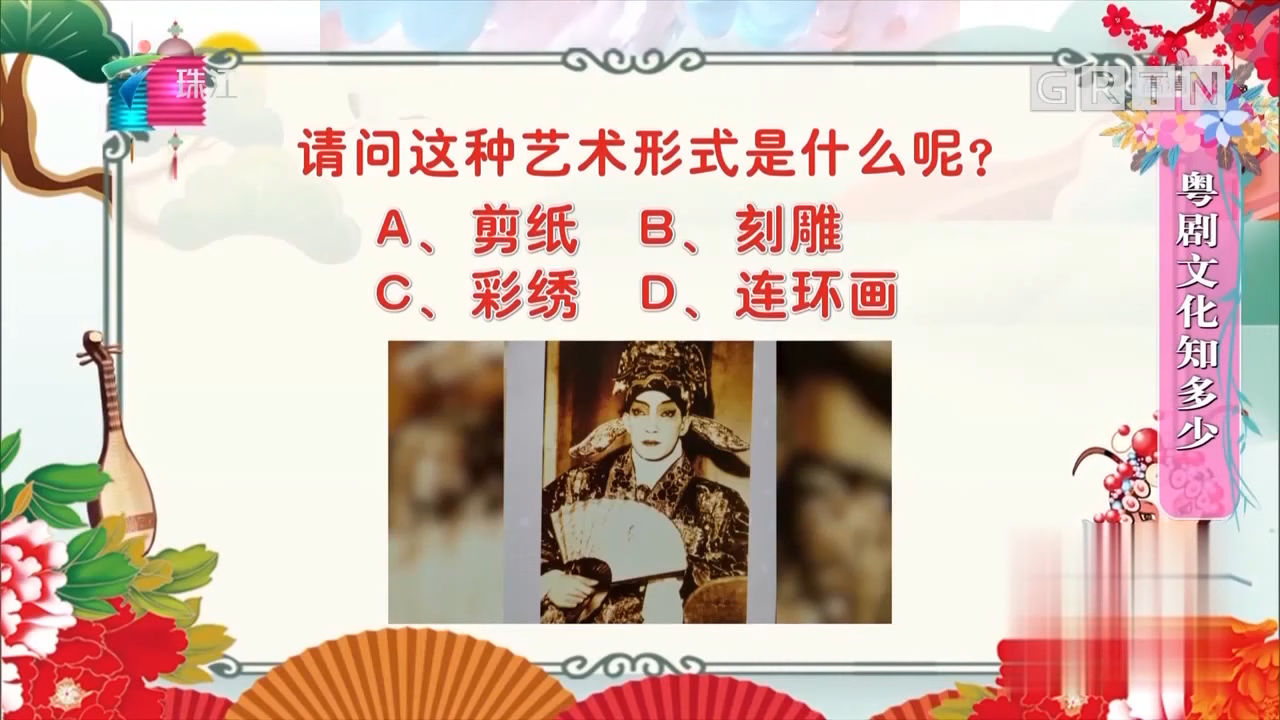 珠江
GRTN
请问这种艺术形式是什么呢?
A、剪纸 B、刻雕
C、彩绣 D、连环画
粤剧文化知多少